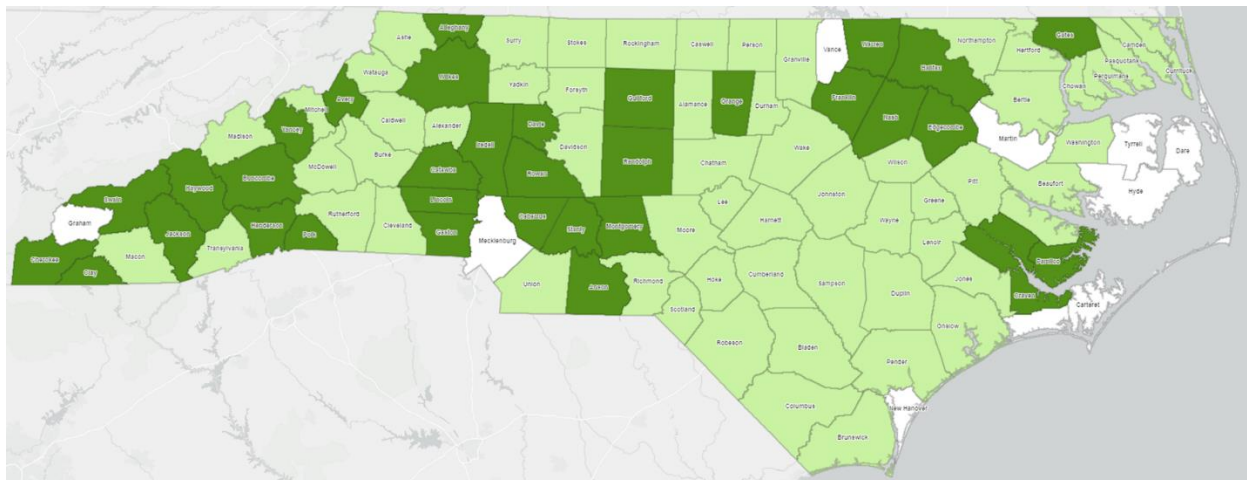 Alleghany
Gates
Ashe
Surry
Stokes
Rockingham
Caswell
Person
Vance
Warren
Northampton
Hertford
Camden
Pasquotank
Currituck
Perquimans
Granville
Halifax
Watauga
Wilkes
Yadkin
Forsyth
Guilford
Alamance
Orange
Durham
Franklin
Bertie
Chowan
Mitchell
Avery
Caldwell
Alexander
Iredell
Davie
Nash
Edgecombe
Martin
Washington
Tyrrell
Dare
Madison
Yancey
Burke
Davidson
Randolph
Chatham
Wake
Wilson
McDowell
Catawba
Rowan
Buncombe
Haywood
Swain
Pitt
Beaufort
Hyde
Lincoln
Johnston
Greene
Lee
Rutherford
Cleveland
Cabarrus
Stanly
Montgomery
Harnett
Wayne
Graham
Jackson
Henderson
Polk
Gaston
Moore
Lenoir
Mecklenburg
Transylvania
Macon
Cherokee
Clay
Pamlico
Craven
Jones
Cumberland
Sampson
Hoke
Richmond
Union
Anson
Duplin
Carteret
Scotland
Onslow
Robeson
Bladen
Pender
Columbus
New Hanover
Brunswick